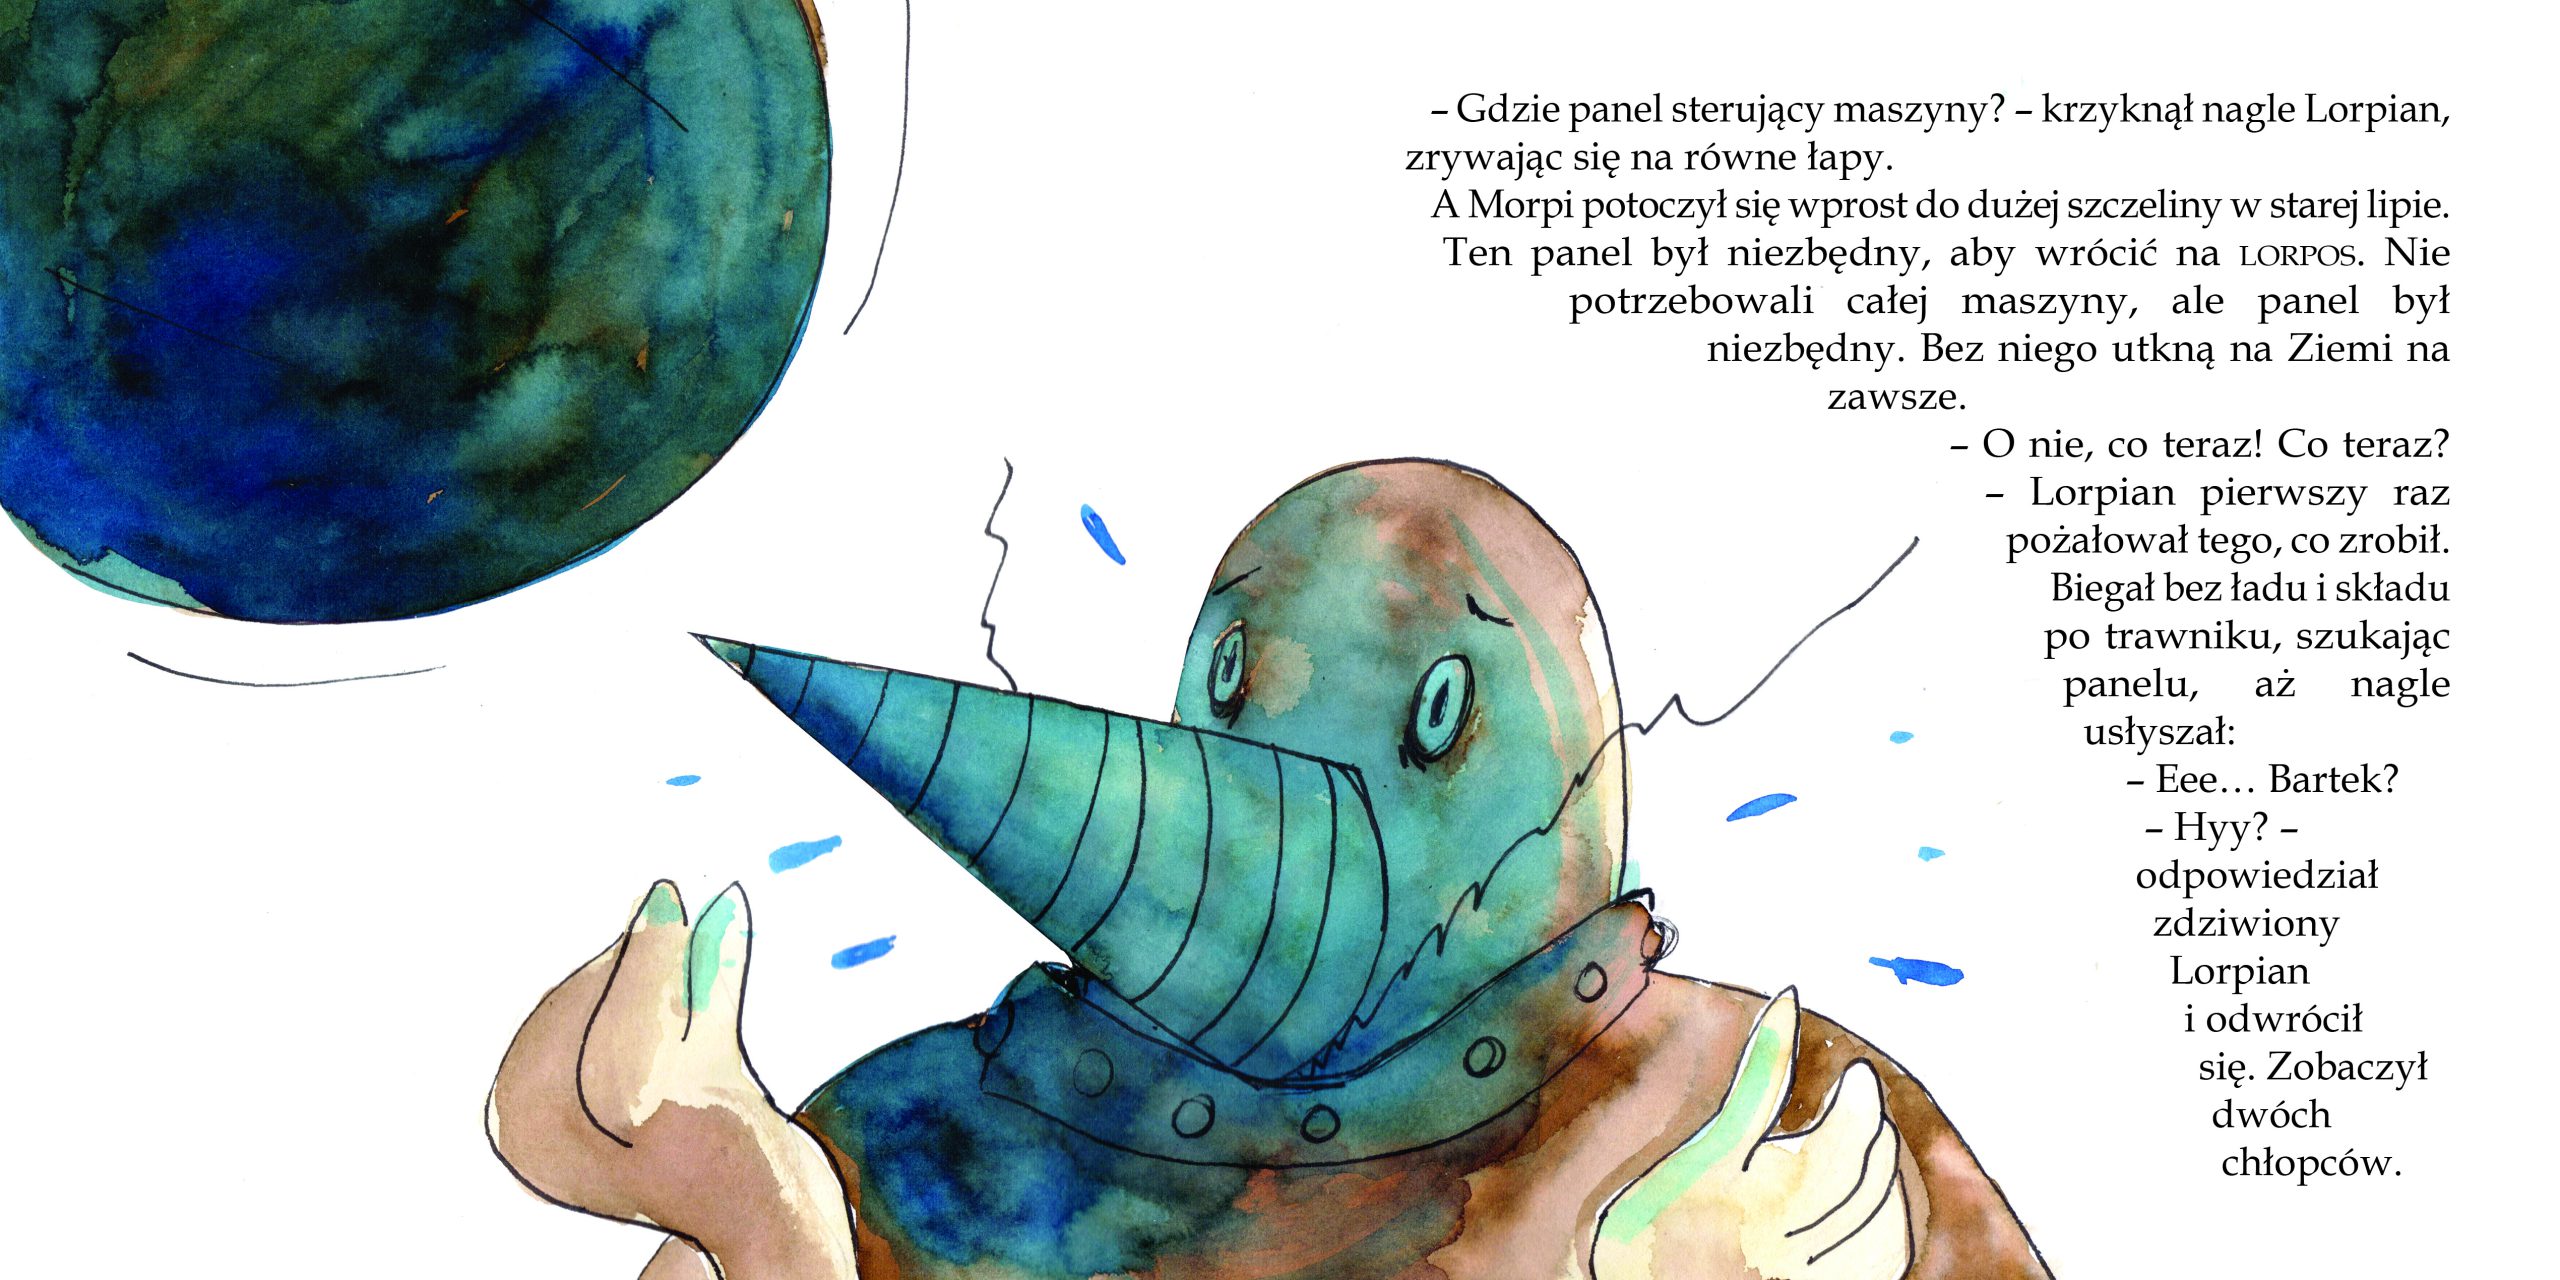 – Gdzie panel sterujący maszyny? – krzyknął nagle Lorpian,
zrywając się na równe łapy.
A Morpi potoczył się wprost do dużej szczeliny w starej lipie.
Ten panel był niezbędny, aby wrócić na LORPOS. Nie
potrzebowali całej maszyny, ale panel był
niezbędny. Bez niego utkną na Ziemi na
zawsze.
– O nie, co teraz! Co teraz?
– Lorpian pierwszy raz
pożałował tego, co zrobił.
Biegał bez ładu i składu
po trawniku, szukając
panelu, aż nagle
usłyszał:
– Eee… Bartek?
– Hyy? –
odpowiedział
zdziwiony
Lorpian
i odwrócił
się. Zobaczył
dwóch
chłopców.